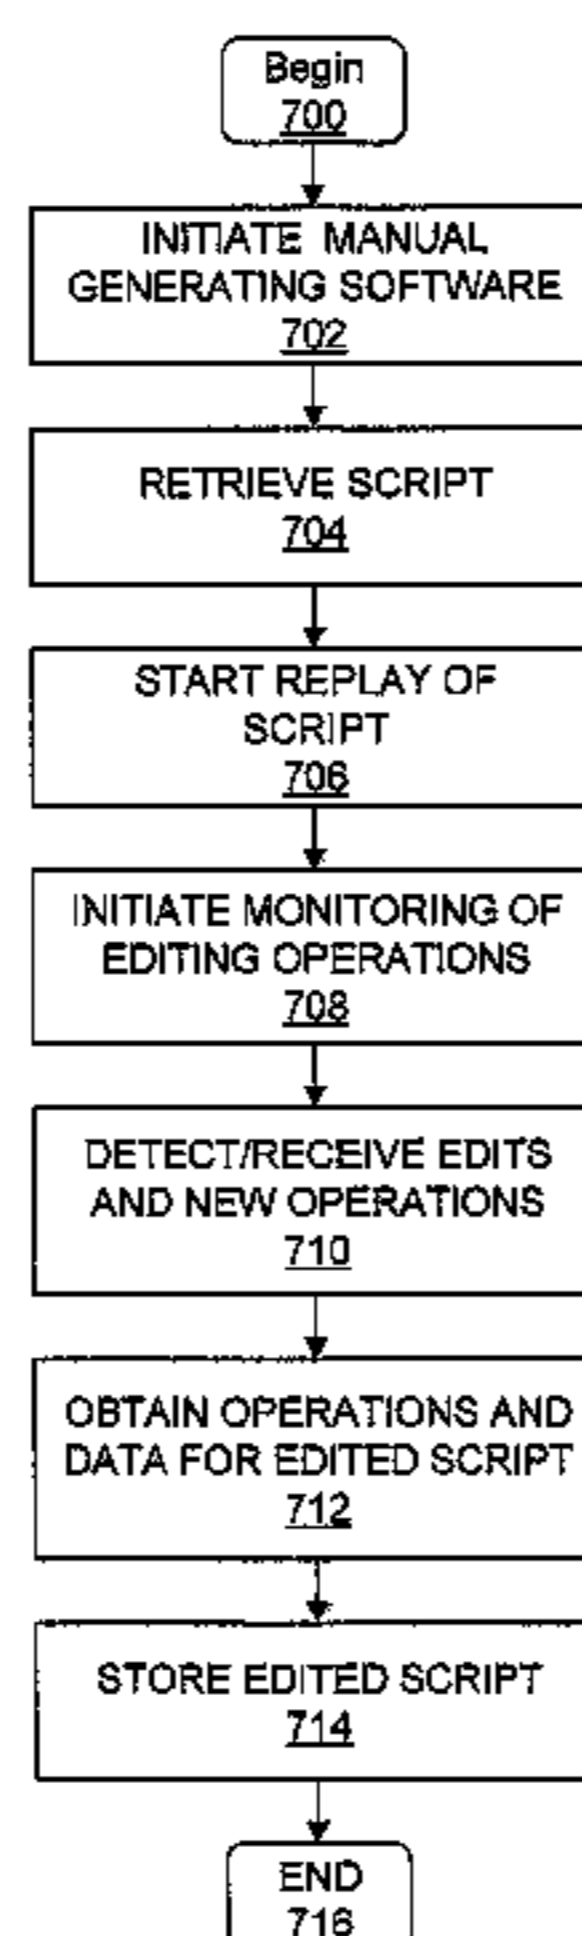 Begin
700
INITIATE MANUAL
GENERATING SOFTWARE
702
RETRIEVE SCRIPT
704
START REPLAY OF
SCRIPT
706
INITIATE MONITORING OF
EDITING OPERATIONS
708
DETECT/RECEIVE EDITS
AND NEW OPERATIONS
710
OBTAIN OPERATIONS AND
DATA FOR EDITED SCRIPT
712
STORE EDITED SCRIPT
714
END
716